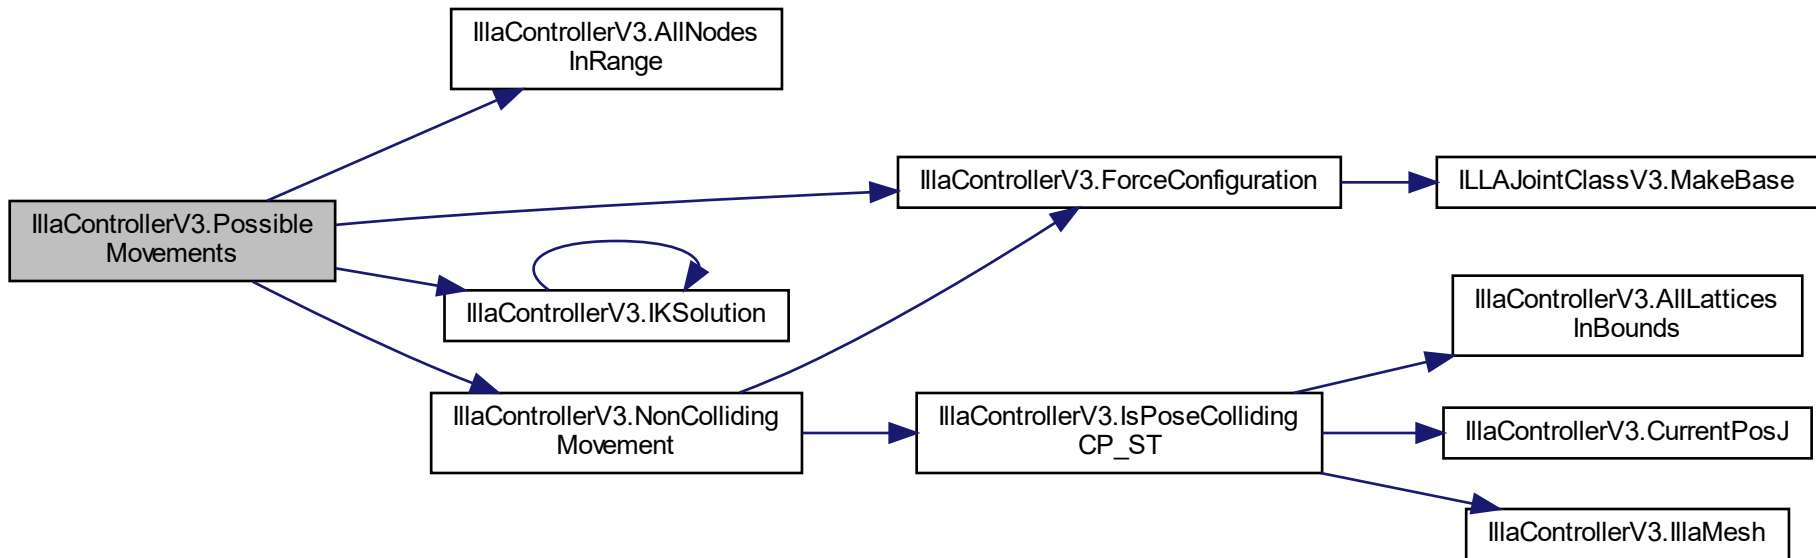 IllaControllerV3.Possible
Movements
IllaControllerV3.AllNodes
InRange
IllaControllerV3.ForceConfiguration
ILLAJointClassV3.MakeBase
IllaControllerV3.IKSolution
IllaControllerV3.NonColliding
Movement
IllaControllerV3.IsPoseColliding
CP_ST
IllaControllerV3.AllLattices
InBounds
IllaControllerV3.CurrentPosJ
IllaControllerV3.IllaMesh